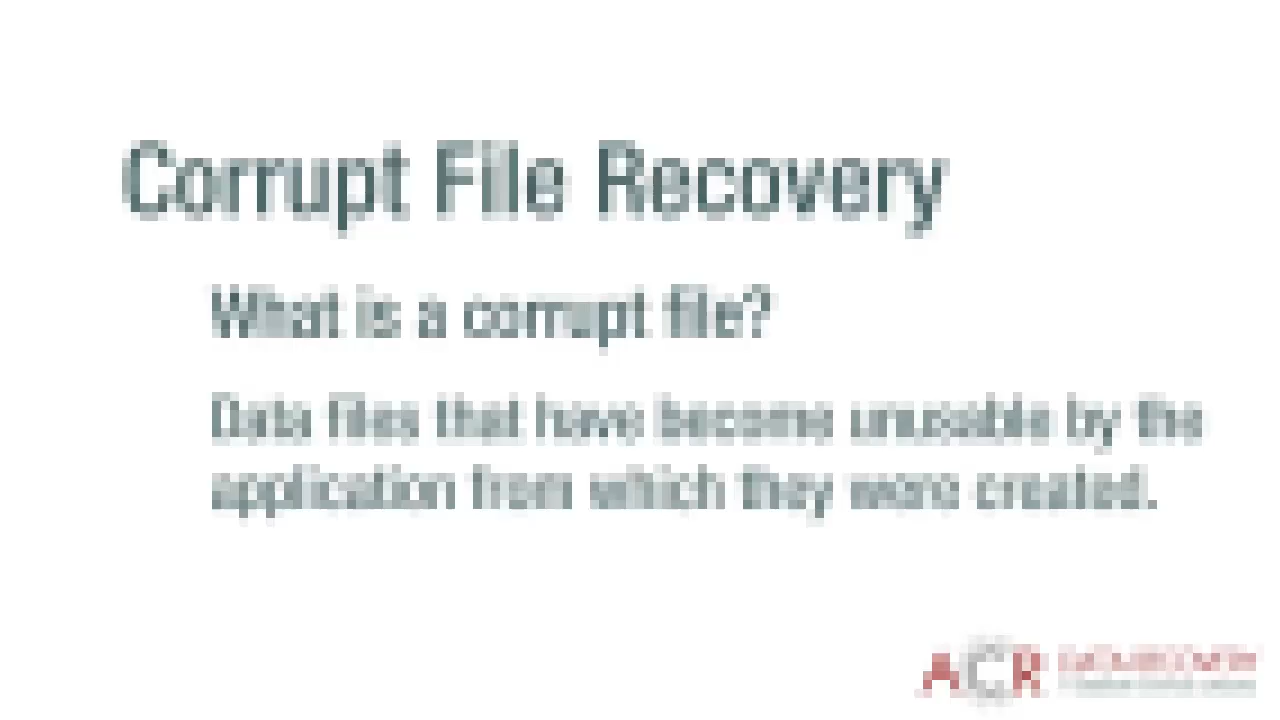 Corrupt File Recovery
What is a corrupt file?
Data files that have become unusable by the
application from which they were created.
ACR